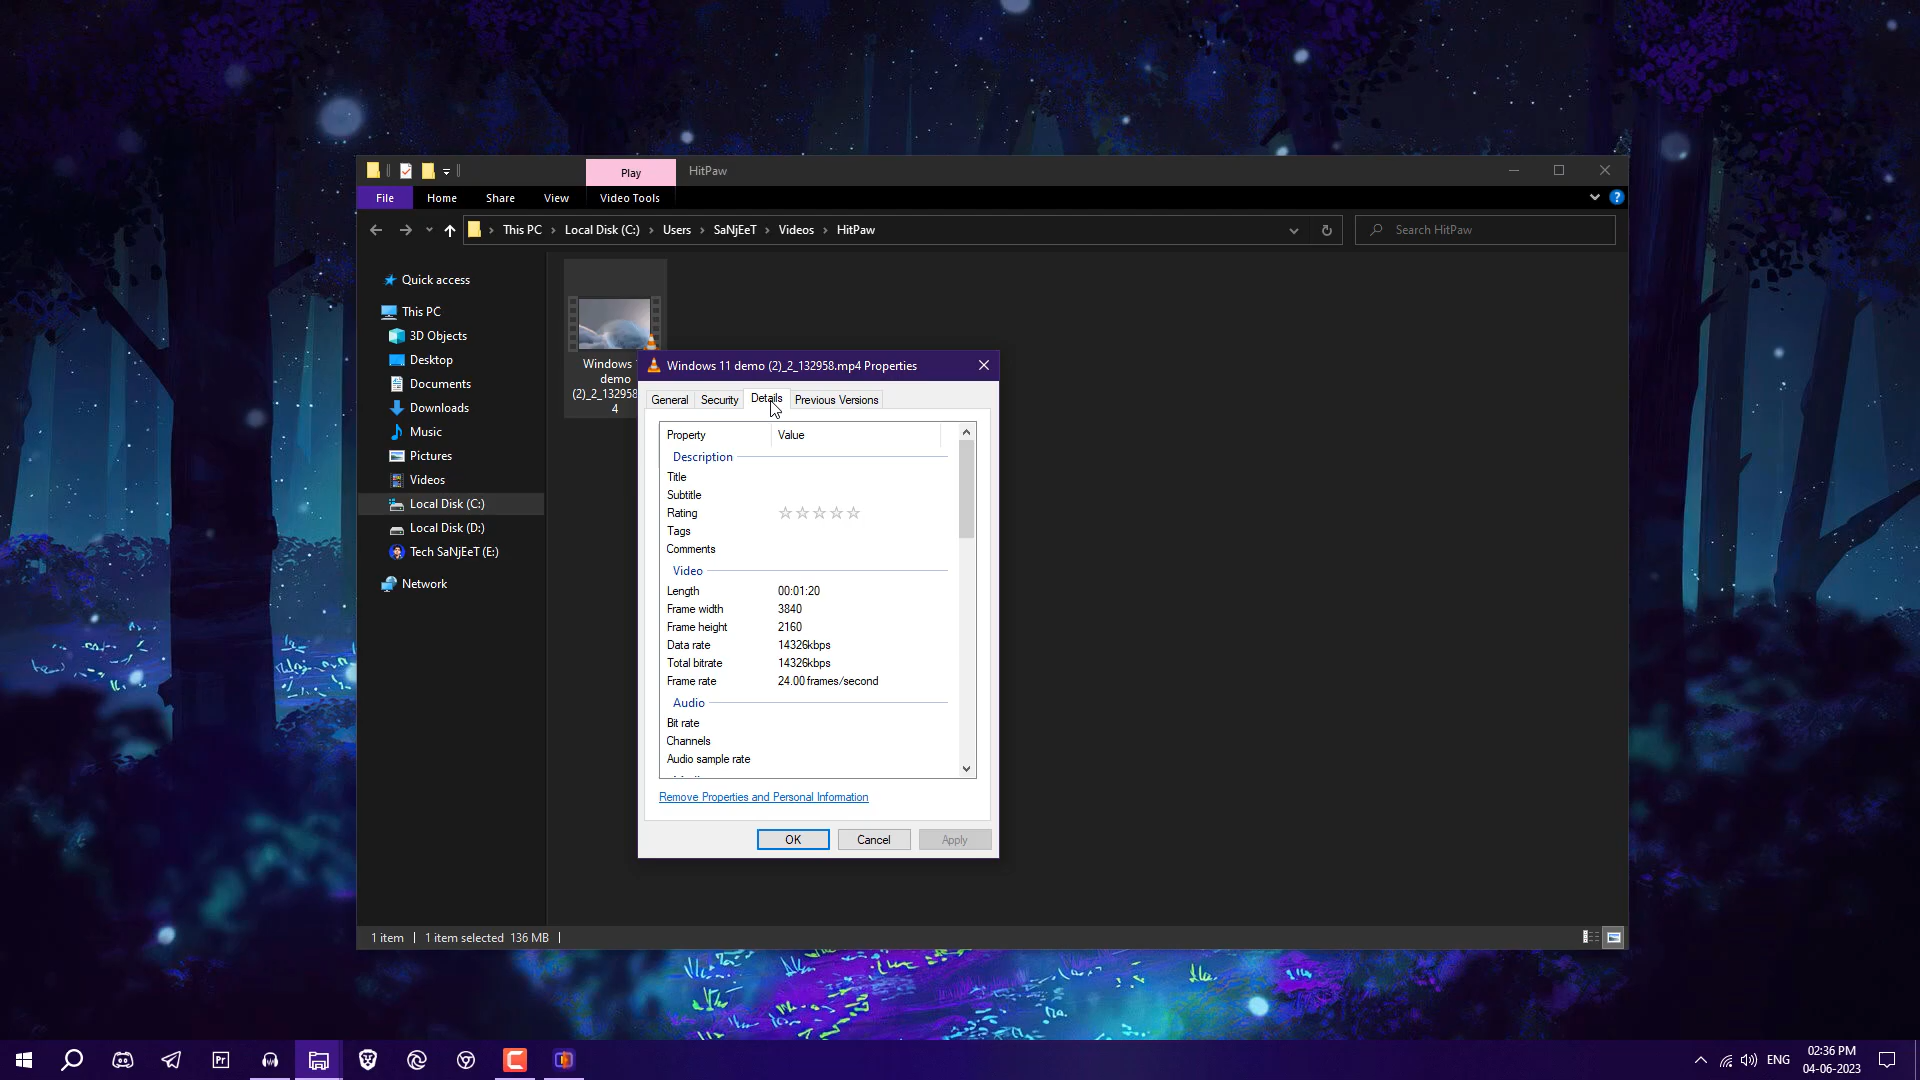 Play
HitPaw
File
Home
Share
View
Video Tools
This PC
Local Disk (C:)
Users
SaNjEeT
Videos
HitPaw
Search HitPaw
Quick access
This PC
3D Objects
Desktop
Documents
Downloads
Music
Pictures
Videos
Local Disk (C:)
Local Disk (D:)
Tech SaNjEeT (E:)
Network
Windows
demo
(2)_2_132958
4
Windows 11 demo (2)_2_132958.mp4 Properties
General
Security
Details
Previous Versions
Property Value
Description
Title
Subtitle
Rating ☆☆☆☆☆
Tags
Comments
Video
Length 00:01:20
Frame width 3840
Frame height 2160
Data rate 14326kbps
Total bitrate 14326kbps
Frame rate 24.00 frames/second
Audio
Bit rate
Channels
Audio sample rate
Remove Properties and Personal Information
OK
Cancel
Apply
1 item
1 item selected 136 MB
Pr
ENG
02:36 PM
04-06-2023